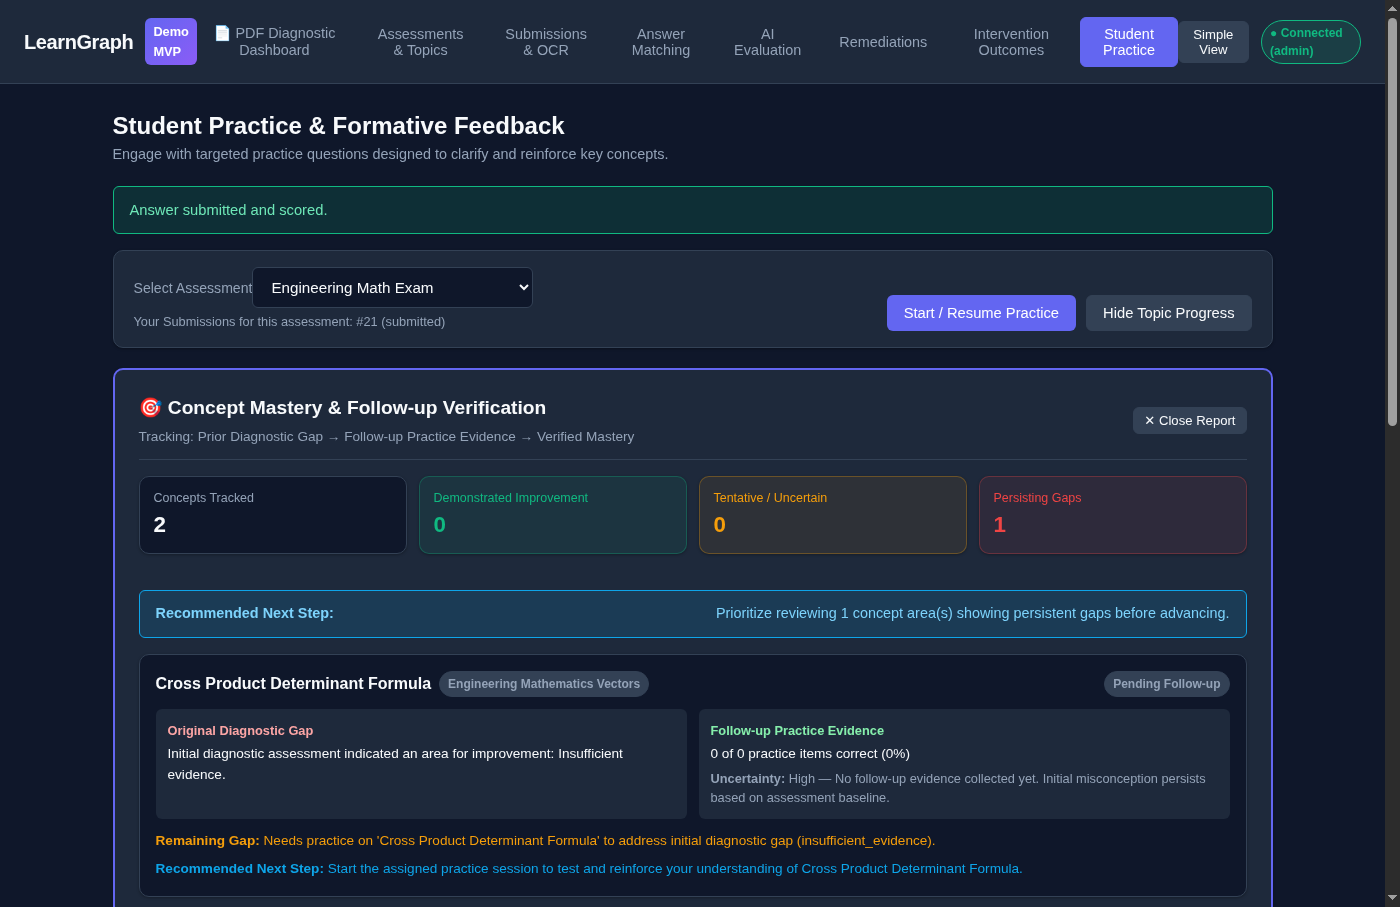 LearnGraph
Demo
MVP
📄 PDF Diagnostic
Dashboard
Assessments
& Topics
Submissions
& OCR
Answer
Matching
AI
Evaluation
Remediations
Intervention
Outcomes
Student
Practice
Simple
View
● Connected
(admin)
Student Practice & Formative Feedback
Engage with targeted practice questions designed to clarify and reinforce key concepts.
Answer submitted and scored.
Select Assessment
Engineering Math Exam
Your Submissions for this assessment: #21 (submitted)
Start / Resume Practice
Hide Topic Progress
🎯 Concept Mastery & Follow-up Verification
Tracking: Prior Diagnostic Gap → Follow-up Practice Evidence → Verified Mastery
✕ Close Report
Concepts Tracked
2
Demonstrated Improvement
0
Tentative / Uncertain
0
Persisting Gaps
1
Recommended Next Step:
Prioritize reviewing 1 concept area(s) showing persistent gaps before advancing.
Cross Product Determinant Formula
Engineering Mathematics Vectors
Pending Follow-up
Original Diagnostic Gap
Initial diagnostic assessment indicated an area for improvement: Insufficient
evidence.
Follow-up Practice Evidence
0 of 0 practice items correct (0%)
Uncertainty: High — No follow-up evidence collected yet. Initial misconception persists
based on assessment baseline.
Remaining Gap: Needs practice on 'Cross Product Determinant Formula' to address initial diagnostic gap (insufficient_evidence).
Recommended Next Step: Start the assigned practice session to test and reinforce your understanding of Cross Product Determinant Formula.